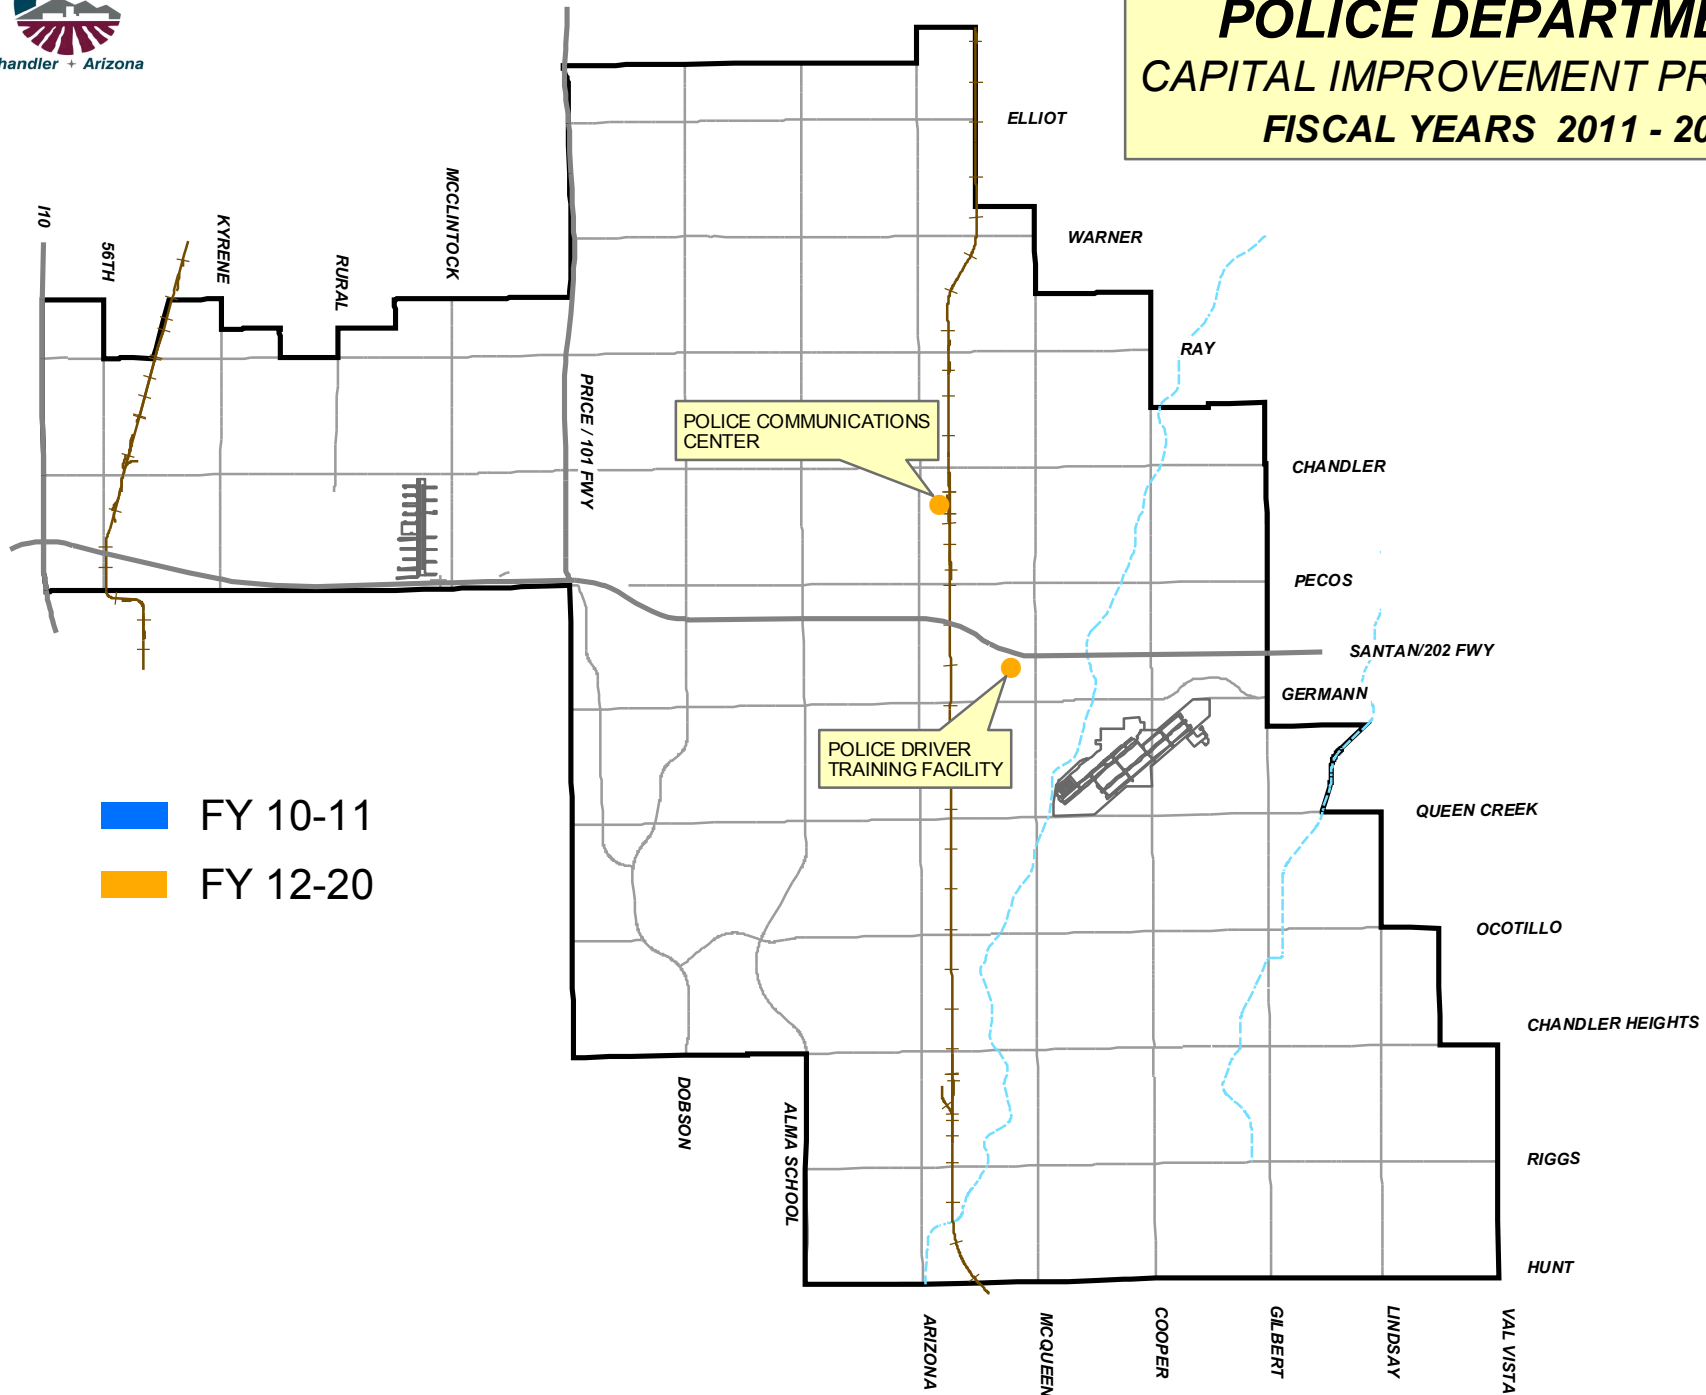 handler + Arizona
POLICE DEPARTME
CAPITAL IMPROVEMENT PR
FISCAL YEARS 2011 - 20
ELLIOT
MCCLINTOCK
I10
56TH
KYRENE
RURAL
WARNER
RAY
PRICE / 101 FWY
POLICE COMMUNICATIONS
CENTER
CHANDLER
PECOS
SANTAN/202 FWY
GERMANN
POLICE DRIVER
TRAINING FACILITY
FY 10-11
FY 12-20
QUEEN CREEK
OCOTILLO
CHANDLER HEIGHTS
DOBSON
ALMA SCHOOL
RIGGS
HUNT
ARIZONA
MCQUEEN
COOPER
GILBERT
LINDSAY
VAL VISTA